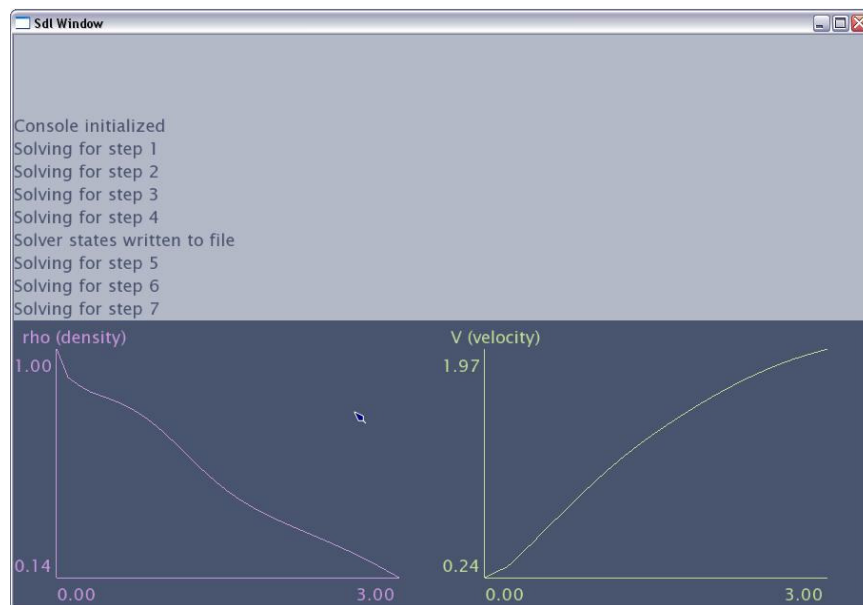 Sdl Window
Console initialized
Solving for step 1
Solving for step 2
Solving for step 3
Solving for step 4
Solver states written to file
Solving for step 5
Solving for step 6
Solving for step 7
rho (density)
1.00
0.14
0.00 3.00
V (velocity)
1.97
0.24
0.00 3.00